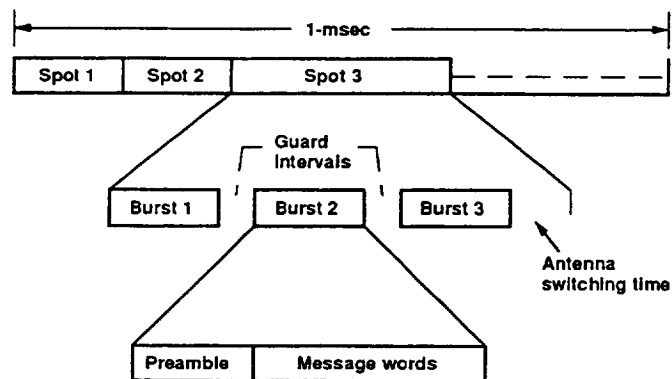 1-msec
Spot 1 Spot 2 Spot 3
Guard
Intervals
Burst 1 Burst 2 Burst 3
Antenna
switching time
Preamble Message words